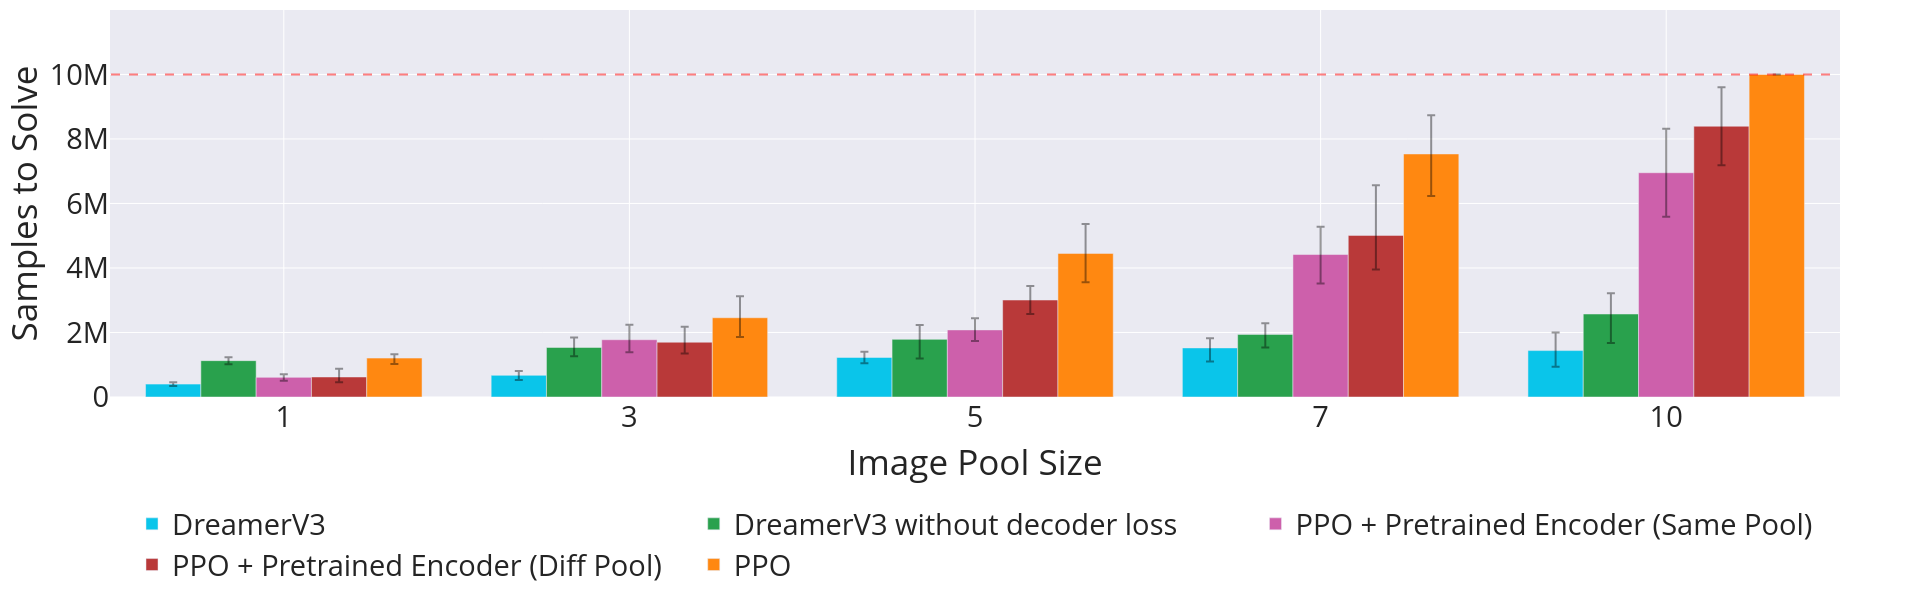 Samples to Solve
10M
8M
6M
4M
2M
0
1 3 5 7 10
Image Pool Size
DreamerV3 DreamerV3 without decoder loss PPO + Pretrained Encoder (Same Pool)
PPO + Pretrained Encoder (Diff Pool) PPO